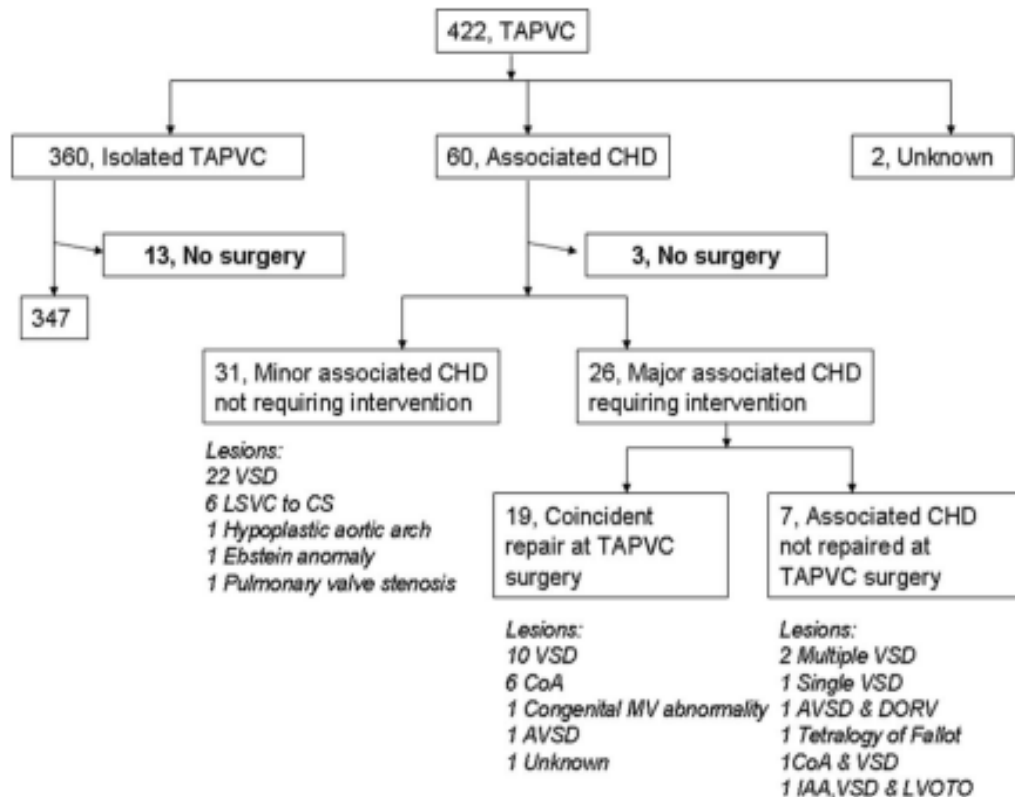 422, TAPVC
360, Isolated TAPVC
60, Associated CHD
2, Unknown
13, No surgery
3, No surgery
347
31, Minor associated CHD
not requiring intervention
26, Major associated CHD
requiring intervention
Lesions:
22 VSD
6 LSVC to CS
1 Hypoplastic aortic arch
1 Ebstein anomaly
1 Pulmonary valve stenosis
19, Coincident
repair at TAPVC
surgery
7, Associated CHD
not repaired at
TAPVC surgery
Lesions:
10 VSD
6 CoA
1 Congenital MV abnormality
1 AVSD
1 Unknown
Lesions:
2 Multiple VSD
1 Single VSD
1 AVSD & DORV
1 Tetralogy of Fallot
1CoA & VSD
1 IAA,VSD & LVOTO